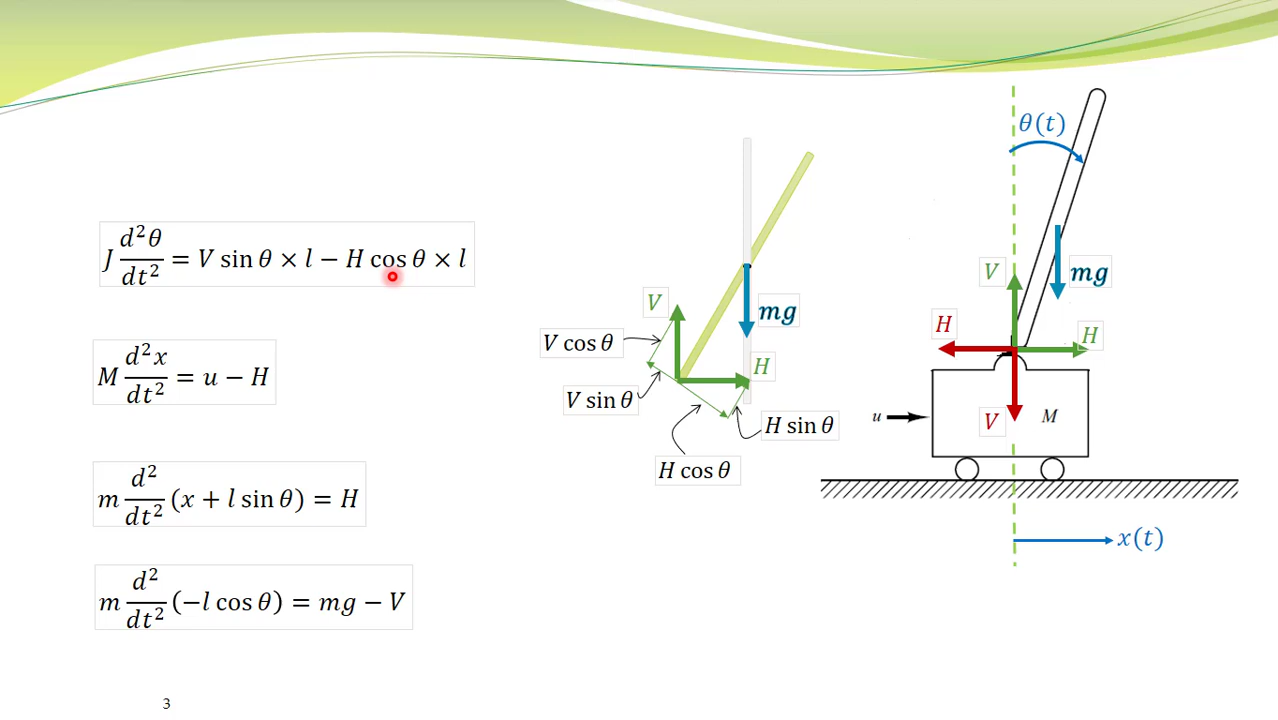 J d²θ/dt² = V sin θ × l − H cos θ × l
M d²x/dt² = u − H
m d²/dt² (x + l sin θ) = H
m d²/dt² (−l cos θ) = mg − V
V
mg
V cos θ
H
V sin θ
H sin θ
H cos θ
θ(t)
V
mg
H
H
u
V
M
x(t)
3